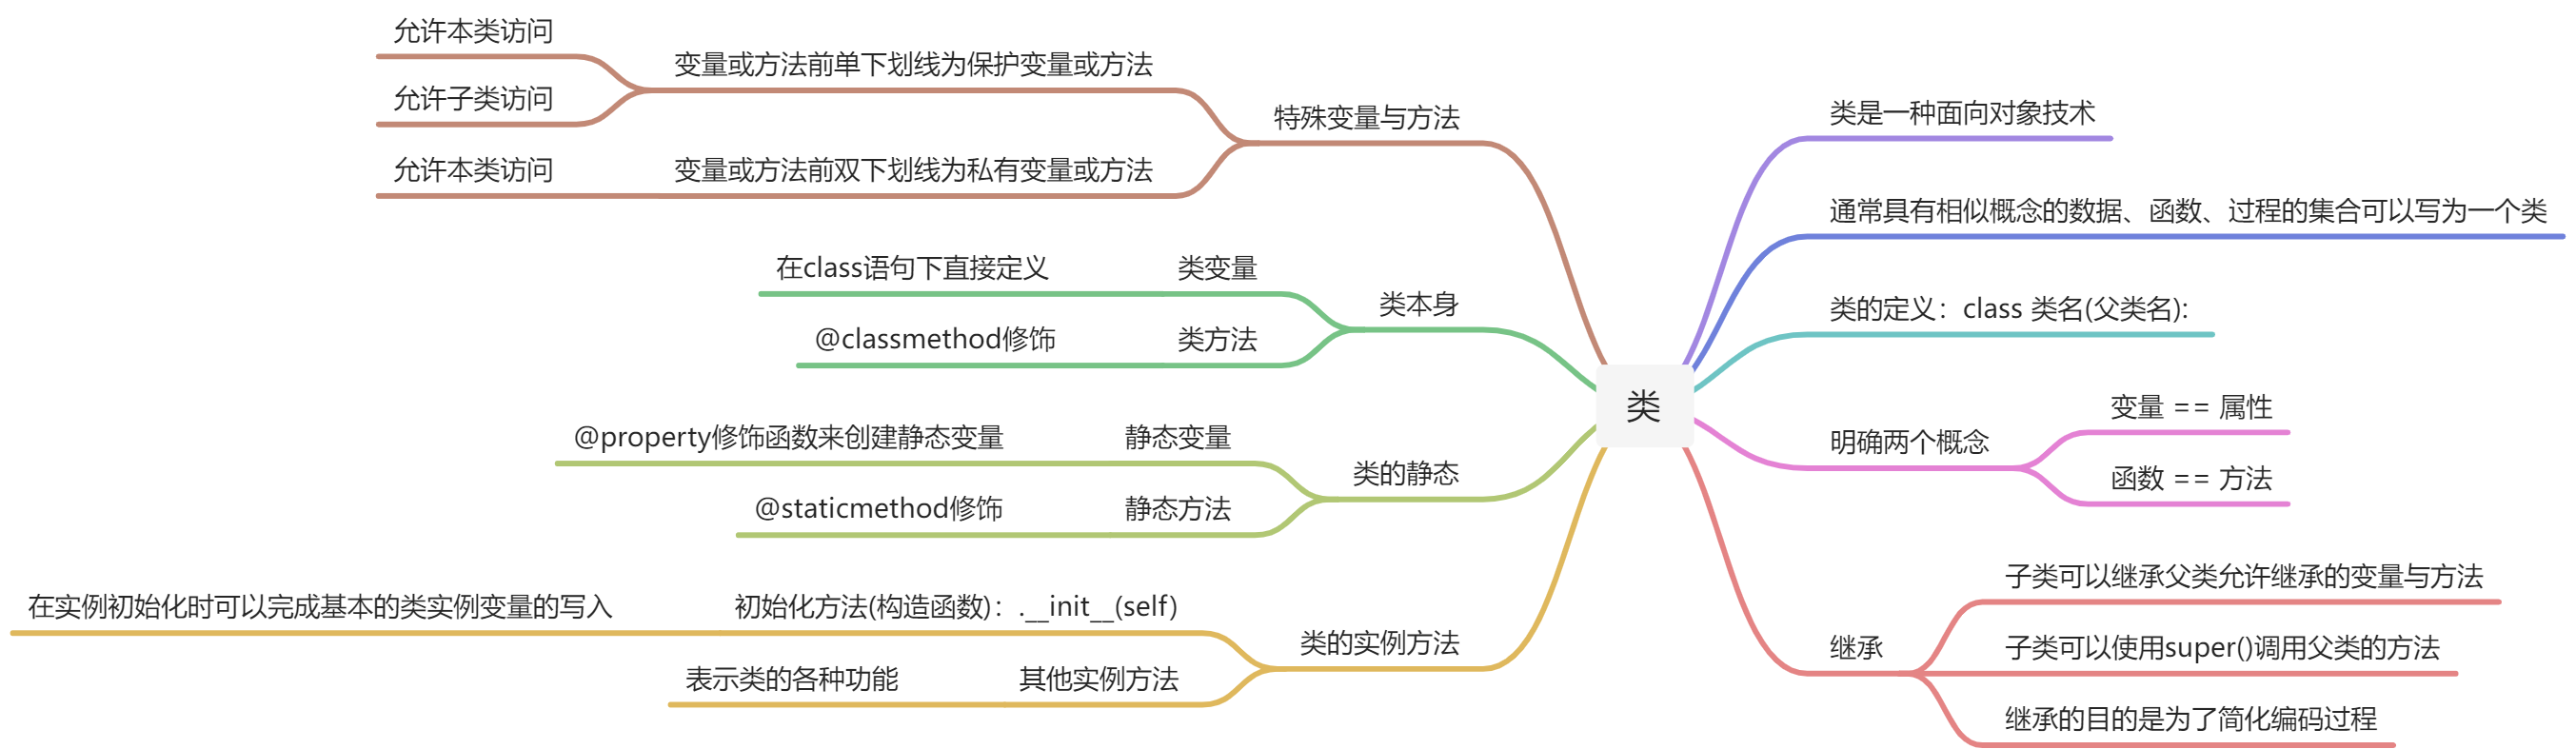 类
类是一种面向对象技术
通常具有相似概念的数据、函数、过程的集合可以写为一个类
类的定义：class 类名(父类名):
明确两个概念
变量 == 属性
函数 == 方法
继承
子类可以继承父类允许继承的变量与方法
子类可以使用super()调用父类的方法
继承的目的是为了简化编码过程
特殊变量与方法
变量或方法前单下划线为保护变量或方法
允许本类访问
允许子类访问
变量或方法前双下划线为私有变量或方法
允许本类访问
类本身
类变量
在class语句下直接定义
类方法
@classmethod修饰
类的静态
静态变量
@property修饰函数来创建静态变量
静态方法
@staticmethod修饰
类的实例方法
初始化方法(构造函数)：.__init__(self)
在实例初始化时可以完成基本的类实例变量的写入
其他实例方法
表示类的各种功能